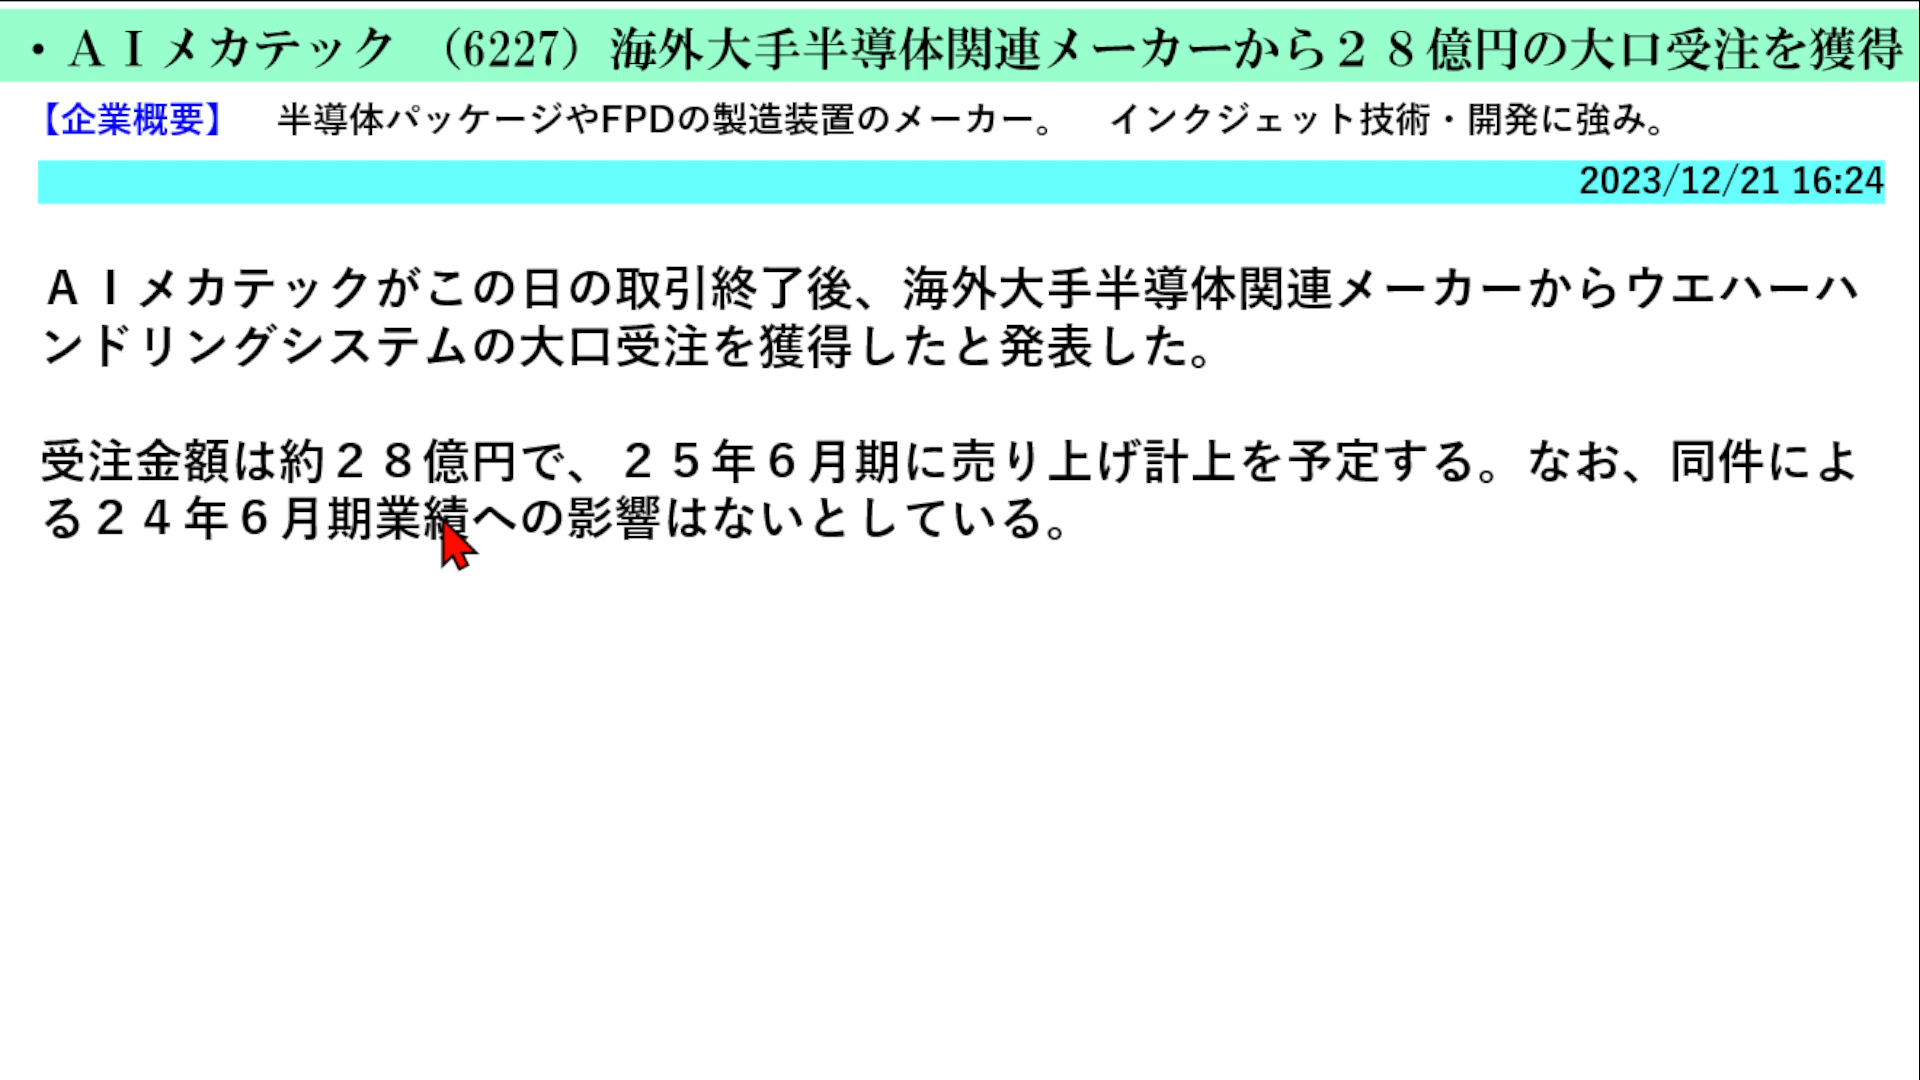 ・ＡＩメカテック （6227）海外大手半導体関連メーカーから２８億円の大口受注を獲得
【企業概要】 半導体パッケージやFPDの製造装置のメーカー。 インクジェット技術・開発に強み。
2023/12/21 16:24
ＡＩメカテックがこの日の取引終了後、海外大手半導体関連メーカーからウエハーハ
ンドリングシステムの大口受注を獲得したと発表した。
受注金額は約２８億円で、２５年６月期に売り上げ計上を予定する。なお、同件によ
る２４年６月期業績への影響はないとしている。